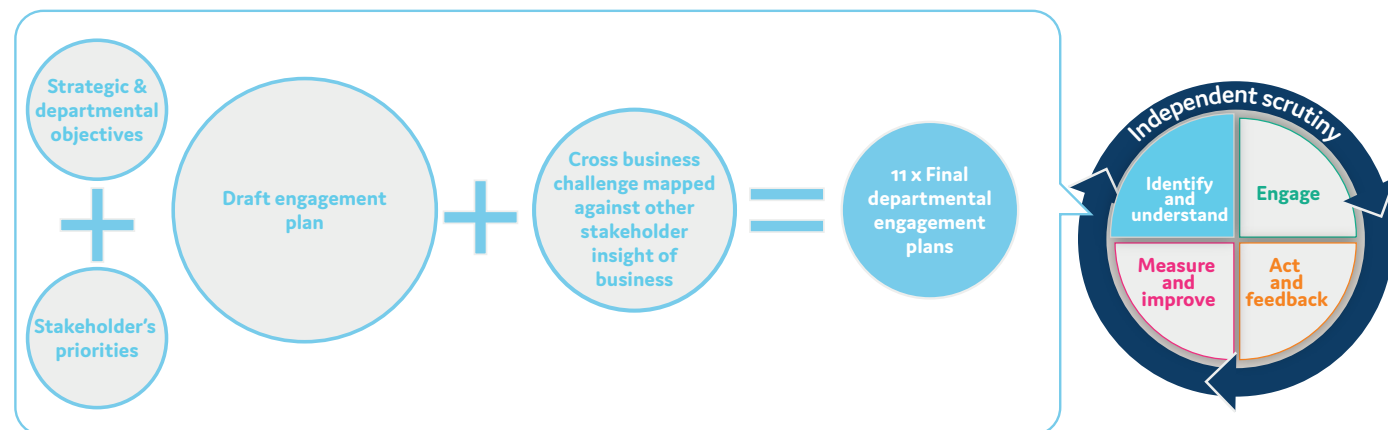 Strategic &
departmental
objectives
Stakeholder's
priorities
Draft engagement
plan
Cross business
challenge mapped
against other
stakeholder
insight of
business
11 x Final
departmental
engagement
plans
Independent scrutiny
Identify
and
understand
Engage
Measure
and
improve
Act
and
feedback